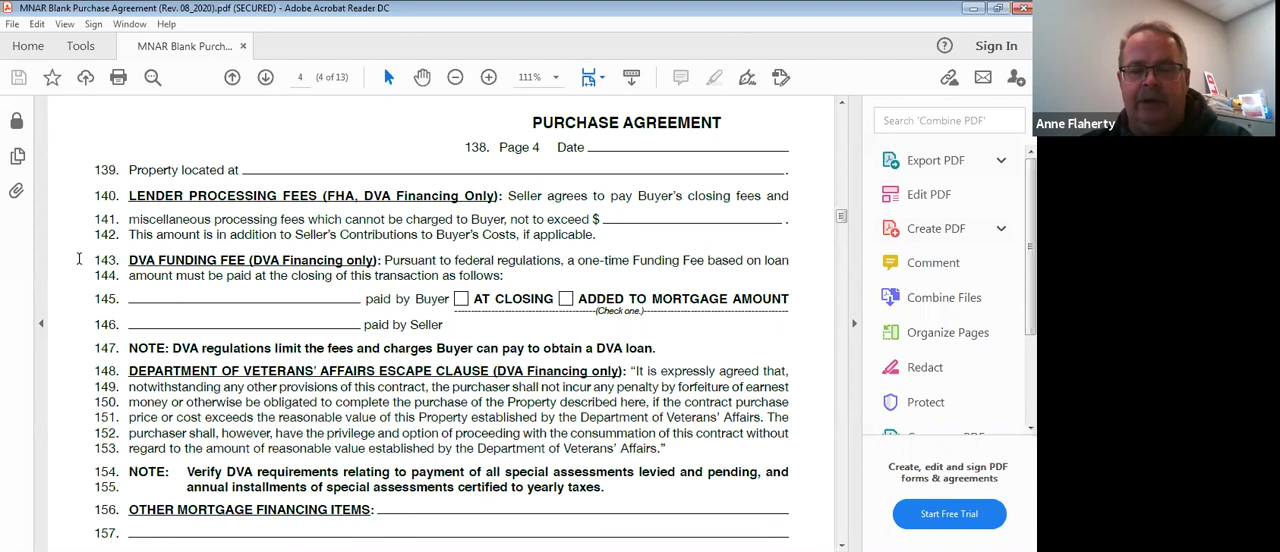 MNAR Blank Purchase Agreement (Rev. 08_2020).pdf (SECURED) - Adobe Acrobat Reader DC
File Edit View Sign Window Help
Home Tools MNAR Blank Purch... × Sign In
4 (4 of 13) 111%
PURCHASE AGREEMENT
138. Page 4 Date
139. Property located at .
140. LENDER PROCESSING FEES (FHA, DVA Financing Only): Seller agrees to pay Buyer's closing fees and
141. miscellaneous processing fees which cannot be charged to Buyer, not to exceed $ .
142. This amount is in addition to Seller's Contributions to Buyer's Costs, if applicable.
143. DVA FUNDING FEE (DVA Financing only): Pursuant to federal regulations, a one-time Funding Fee based on loan
144. amount must be paid at the closing of this transaction as follows:
145. paid by Buyer AT CLOSING ADDED TO MORTGAGE AMOUNT
(Check one.)
146. paid by Seller
147. NOTE: DVA regulations limit the fees and charges Buyer can pay to obtain a DVA loan.
148. DEPARTMENT OF VETERANS' AFFAIRS ESCAPE CLAUSE (DVA Financing only): "It is expressly agreed that,
149. notwithstanding any other provisions of this contract, the purchaser shall not incur any penalty by forfeiture of earnest
150. money or otherwise be obligated to complete the purchase of the Property described here, if the contract purchase
151. price or cost exceeds the reasonable value of this Property established by the Department of Veterans' Affairs. The
152. purchaser shall, however, have the privilege and option of proceeding with the consummation of this contract without
153. regard to the amount of reasonable value established by the Department of Veterans' Affairs."
154. NOTE: Verify DVA requirements relating to payment of all special assessments levied and pending, and
155. annual installments of special assessments certified to yearly taxes.
156. OTHER MORTGAGE FINANCING ITEMS:
157.
Search 'Combine PDF'
Export PDF
Edit PDF
Create PDF
Comment
Combine Files
Organize Pages
Redact
Protect
Create, edit and sign PDF
forms & agreements
Start Free Trial
Anne Flaherty